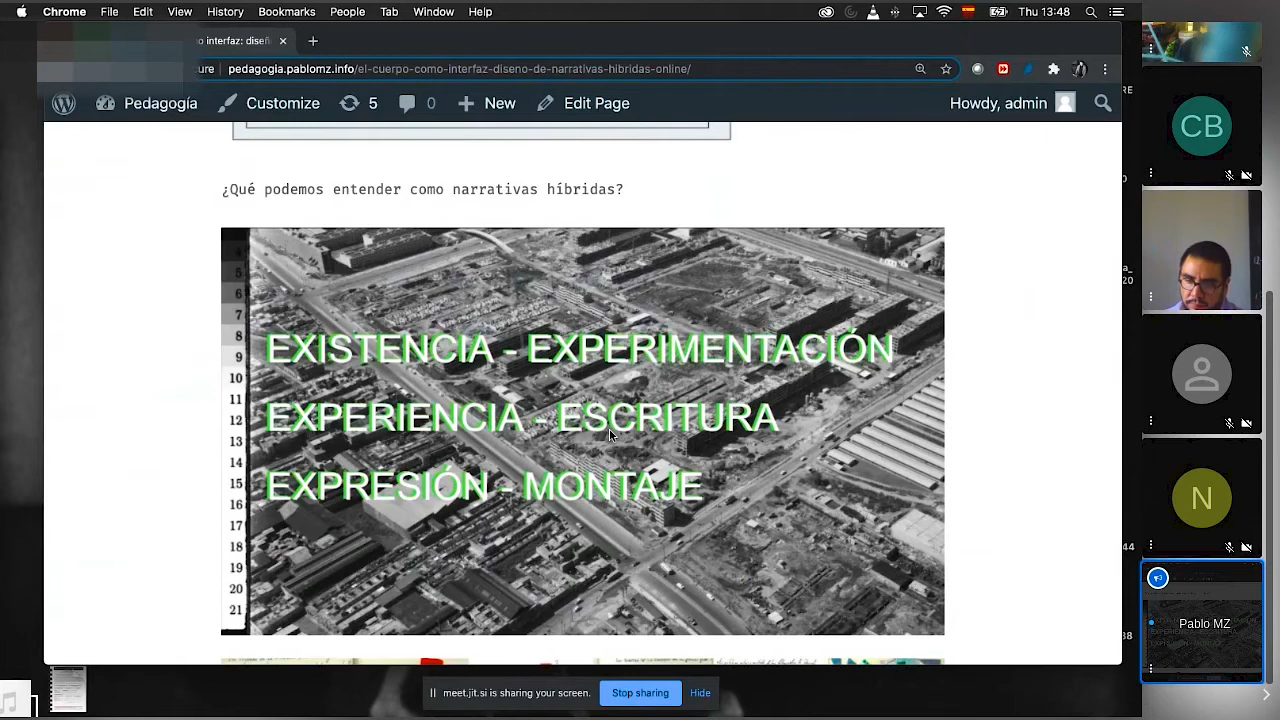 Chrome File Edit View History Bookmarks People Tab Window Help Thu 13:48
o interfaz: diseñ
ure pedagogia.pablomz.info/el-cuerpo-como-interfaz-diseno-de-narrativas-hibridas-online/
Pedagogía Customize 5 0 New Edit Page Howdy, admin
¿Qué podemos entender como narrativas híbridas?
5
6
7
8
9
10
11
12
13
14
15
16
17
18
19
20
21
EXISTENCIA - EXPERIMENTACIÓN
EXPERIENCIA - ESCRITURA
EXPRESIÓN - MONTAJE
meet.jit.si is sharing your screen. Stop sharing Hide
CB
N
Pablo MZ
RE
20
44
38